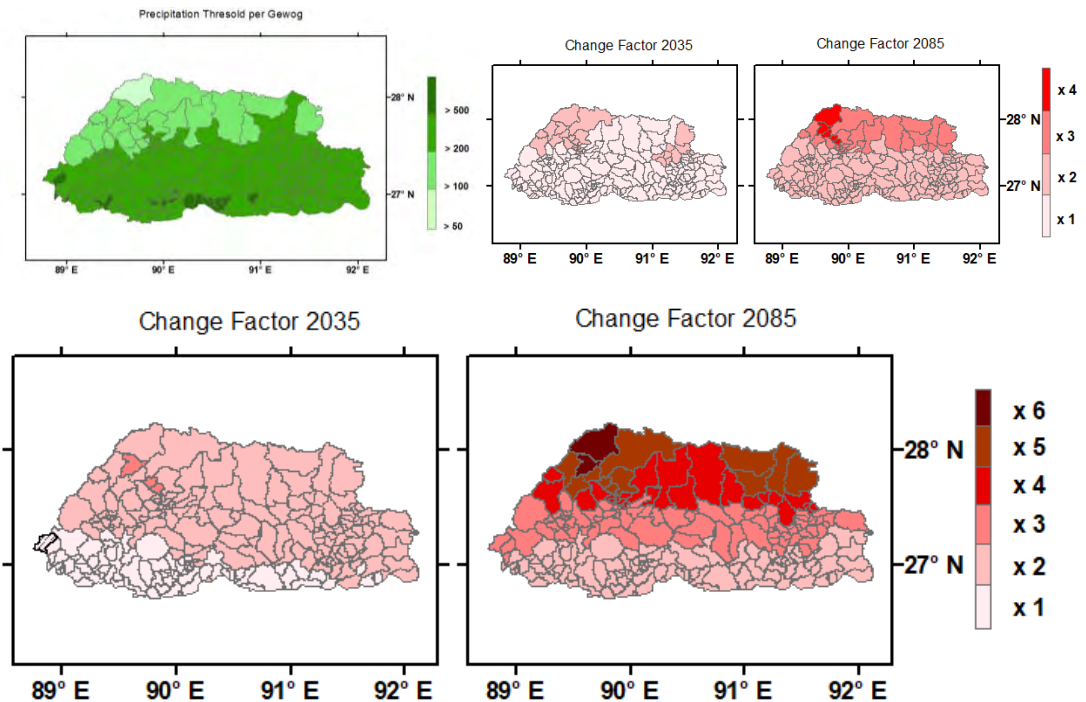 Precipitation Thresold per Gewog
28° N
27° N
> 500
> 200
> 100
> 50
89° E
90° E
91° E
92° E
Change Factor 2035
Change Factor 2085
28° N
27° N
x 4
x 3
x 2
x 1
89° E
90° E
91° E
92° E
89° E
90° E
91° E
92° E
Change Factor 2035
Change Factor 2085
28° N
27° N
x 6
x 5
x 4
x 3
x 2
x 1
89° E
90° E
91° E
92° E
89° E
90° E
91° E
92° E